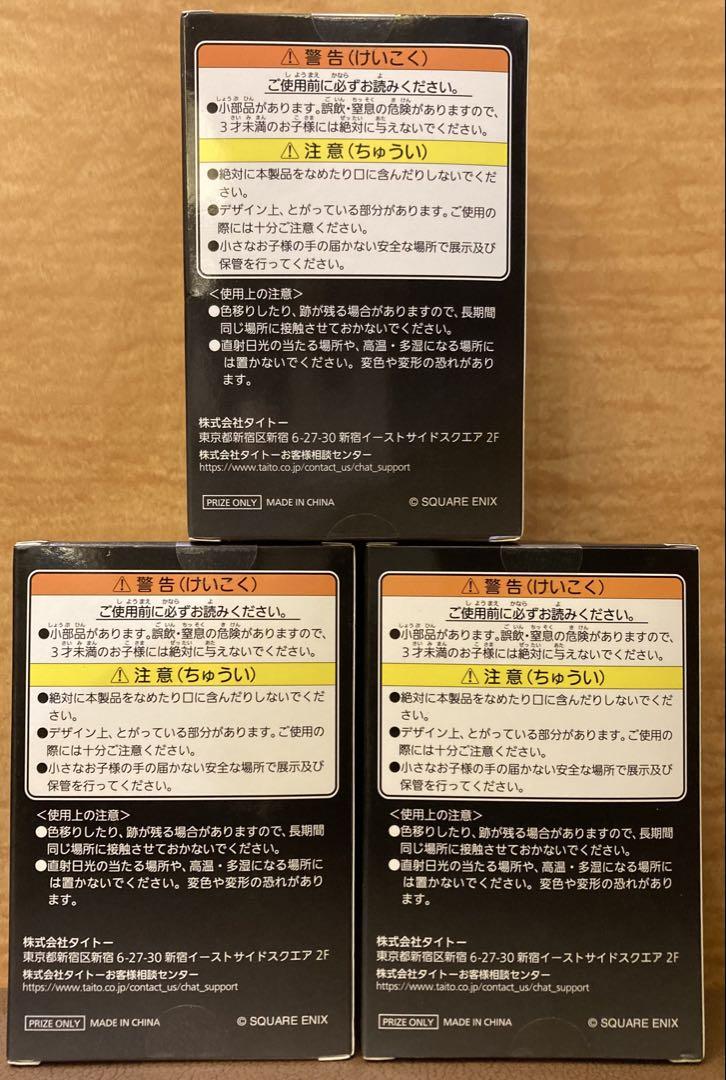 ⚠警告(けいこく)
ご使用前に必ずお読みください。
●小部品があります。誤飲・窒息の危険がありますので、
3才未満のお子様には絶対に与えないでください。
⚠注意(ちゅうい)
●絶対に本製品をなめたり口に含んだりしないでくだ
さい。
●デザイン上、とがっている部分があります。ご使用の
際には十分ご注意ください。
●小さなお子様の手の届かない安全な場所で展示及び
保管を行ってください。
<使用上の注意>
●色移りしたり、跡が残る場合がありますので、長期間
同じ場所に接触させておかないでください。
●直射日光の当たる場所や、高温・多湿になる場所に
は置かないでください。変色や変形の恐れがあり
ます。
株式会社タイトー
東京都新宿区新宿 6-27-30 新宿イーストサイドスクエア 2F
株式会社タイトーお客様相談センター
https://www.taito.co.jp/contact_us/chat_support
PRIZE ONLY MADE IN CHINA © SQUARE ENIX
⚠警告(けいこく)
ご使用前に必ずお読みください。
●小部品があります。誤飲・窒息の危険がありますので、
3才未満のお子様には絶対に与えないでください。
⚠注意(ちゅうい)
●絶対に本製品をなめたり口に含んだりしないでくだ
さい。
●デザイン上、とがっている部分があります。ご使用の
際には十分ご注意ください。
●小さなお子様の手の届かない安全な場所で展示及び
保管を行ってください。
<使用上の注意>
●色移りしたり、跡が残る場合がありますので、長期間
同じ場所に接触させておかないでください。
●直射日光の当たる場所や、高温・多湿になる場所に
は置かないでください。変色や変形の恐れがあり
ます。
株式会社タイトー
東京都新宿区新宿 6-27-30 新宿イーストサイドスクエア 2F
株式会社タイトーお客様相談センター
https://www.taito.co.jp/contact_us/chat_support
PRIZE ONLY MADE IN CHINA © SQUARE ENIX
⚠警告(けいこく)
ご使用前に必ずお読みください。
●小部品があります。誤飲・窒息の危険がありますので、
3才未満のお子様には絶対に与えないでください。
⚠注意(ちゅうい)
●絶対に本製品をなめたり口に含んだりしないでくだ
さい。
●デザイン上、とがっている部分があります。ご使用の
際には十分ご注意ください。
●小さなお子様の手の届かない安全な場所で展示及び
保管を行ってください。
<使用上の注意>
●色移りしたり、跡が残る場合がありますので、長期間
同じ場所に接触させておかないでください。
●直射日光の当たる場所や、高温・多湿になる場所に
は置かないでください。変色や変形の恐れがあり
ます。
株式会社タイトー
東京都新宿区新宿 6-27-30 新宿イーストサイドスクエア 2F
株式会社タイトーお客様相談センター
https://www.taito.co.jp/contact_us/chat_support
PRIZE ONLY MADE IN CHINA © SQUARE ENIX